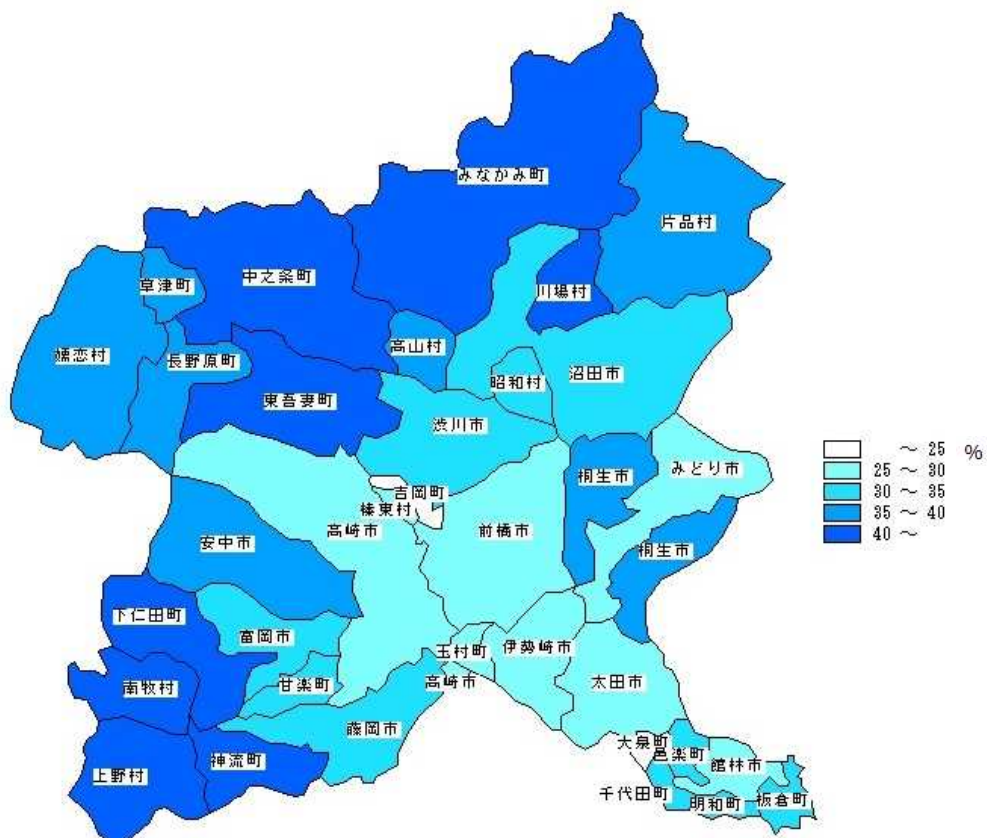 みなかみ町
片品村
中之条町
草津町
川場村
嬬恋村
長野原町
高山村
沼田市
昭和村
東吾妻町
渋川市
～ 25 %
25 ～ 30
30 ～ 35
35 ～ 40
40 ～
みどり市
桐生市
吉岡町
榛東村
高崎市
前橋市
安中市
桐生市
下仁田町
富岡市
玉村町
伊勢崎市
高崎市
太田市
南牧村
甘楽町
藤岡市
大泉町
邑楽町
館林市
神流町
上野村
千代田町
明和町
板倉町